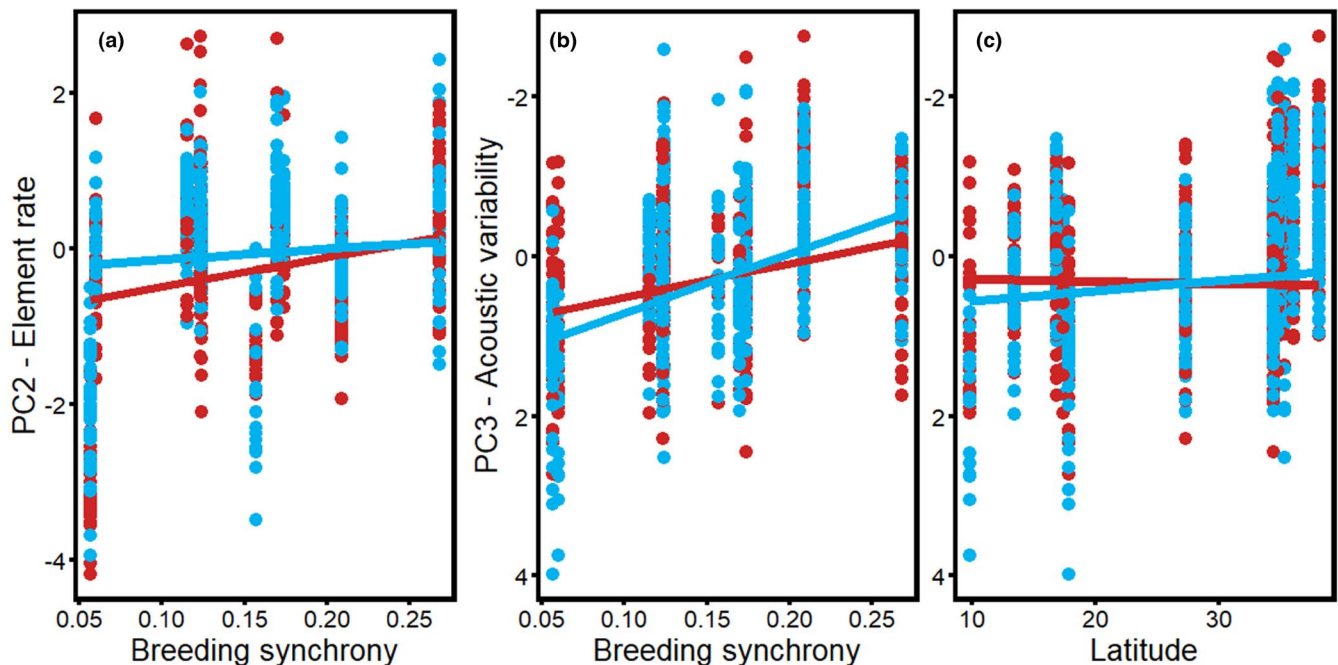 (a)
PC2 - Element rate
2
0
-2
-4
0.05 0.10 0.15 0.20 0.25
Breeding synchrony
(b)
PC3 - Acoustic variability
-2
0
2
4
0.05 0.10 0.15 0.20 0.25
Breeding synchrony
(c)
-2
0
2
4
10 20 30
Latitude